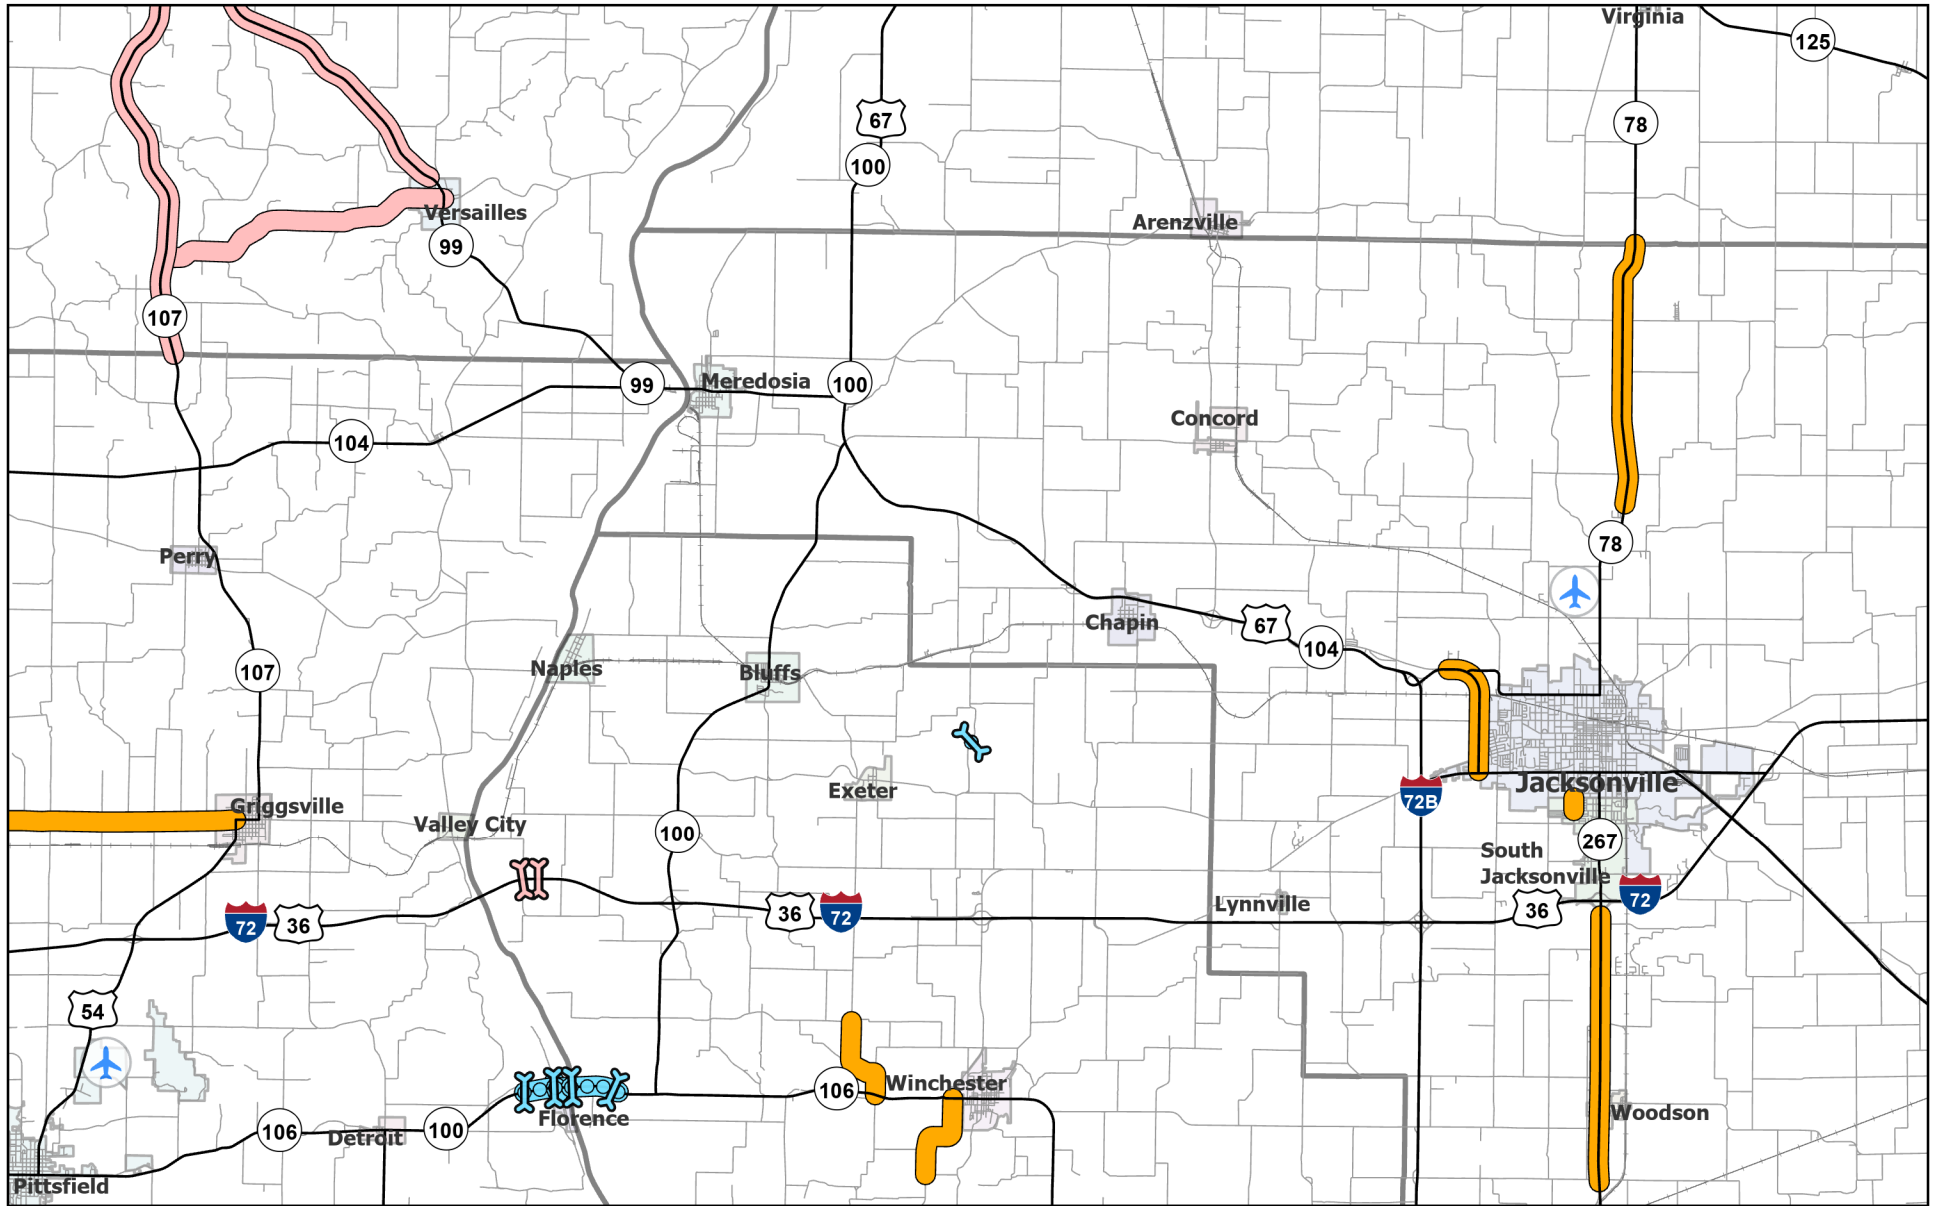 Virginia
125
67
78
100
Versailles
Arenzville
99
107
99
Meredosia
100
Concord
104
78
Perry
Chapin
67
104
107
Naples
Bluffs
Jacksonville
Exeter
72B
Griggsville
Valley City
100
267
South
Jacksonville
72
36
72
36
36
72
Lynnville
54
106
Winchester
Florence
Woodson
106
Detroit
100
Pittsfield